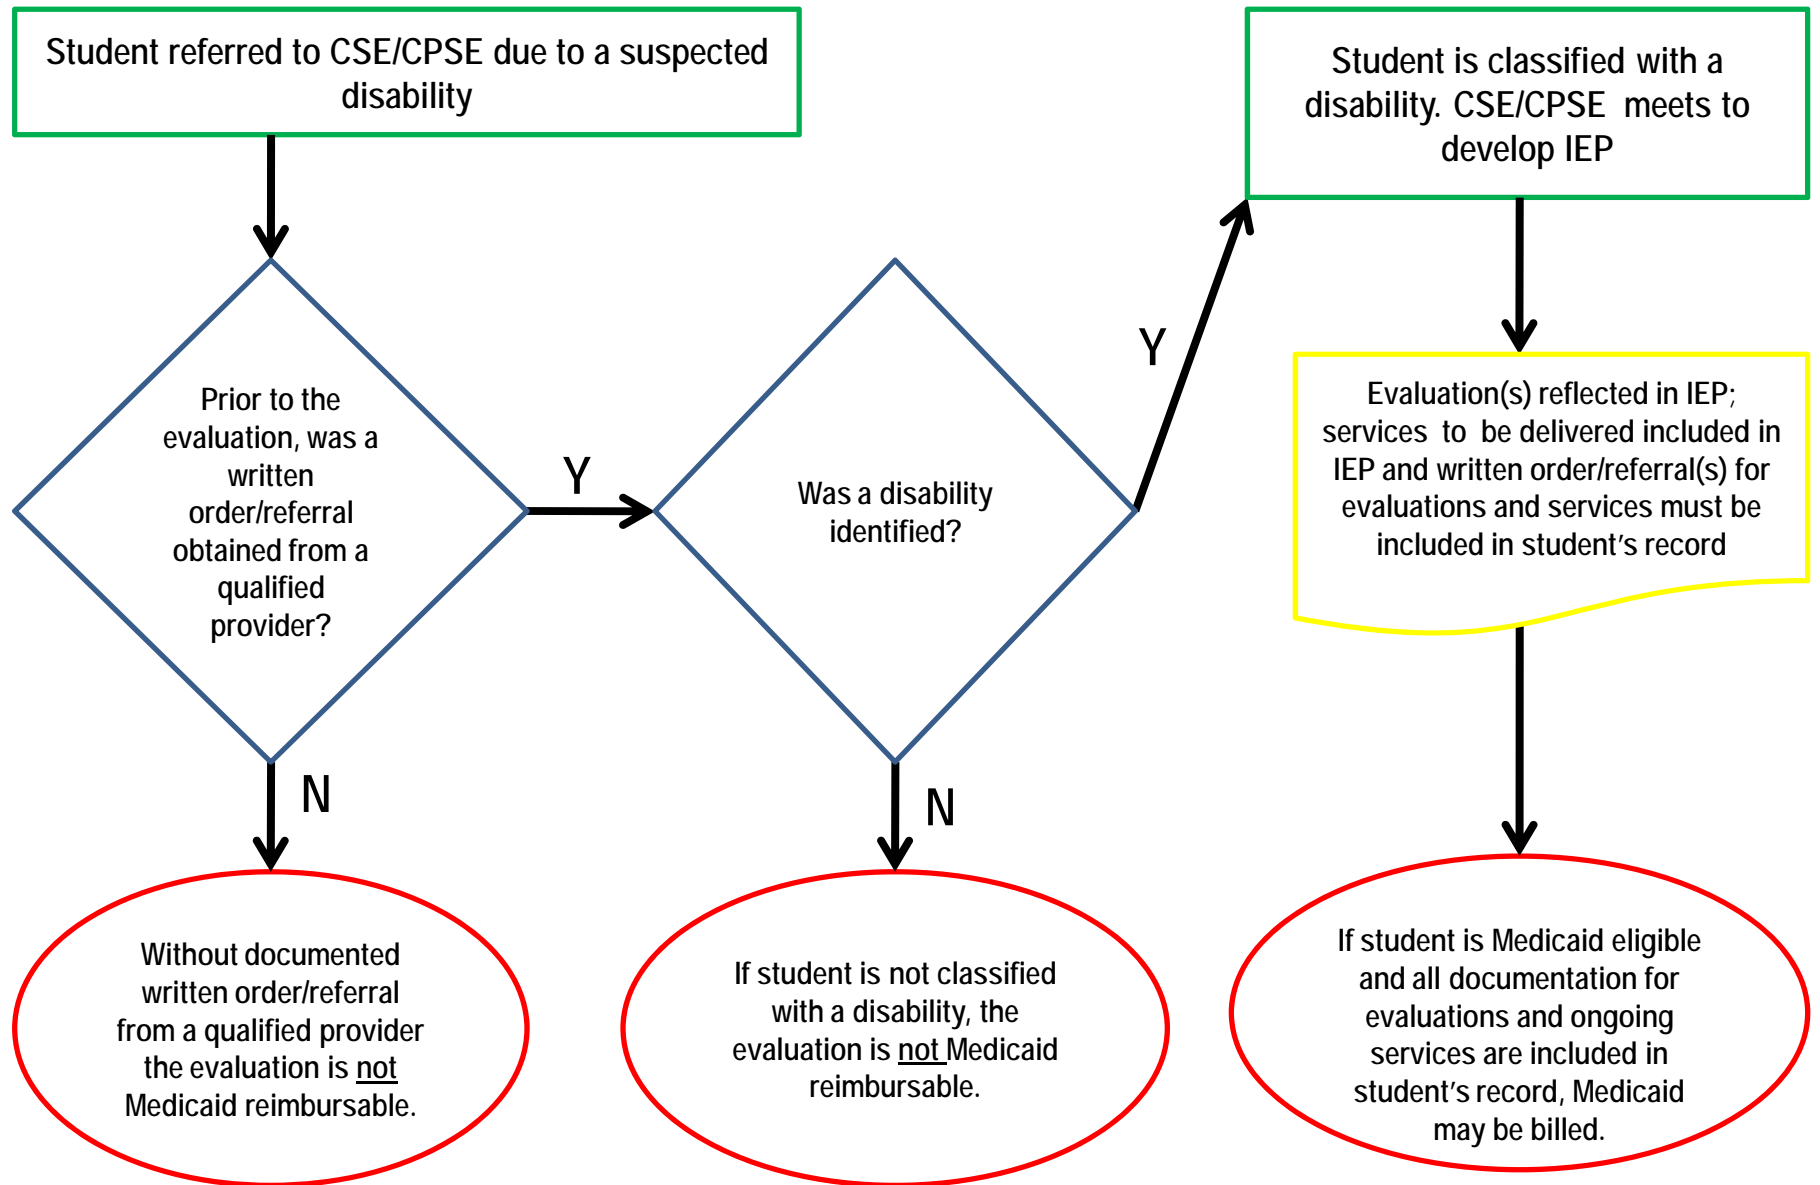 Student referred to CSE/CPSE due to a suspected
disability
Student is classified with a
disability. CSE/CPSE meets to
develop IEP
Prior to the
evaluation, was a
written
order/referral
obtained from a
qualified
provider?
Y
Was a disability
identified?
Y
Evaluation(s) reflected in IEP;
services to be delivered included in
IEP and written order/referral(s) for
evaluations and services must be
included in student's record
N
N
Without documented
written order/referral
from a qualified provider
the evaluation is not
Medicaid reimbursable.
If student is not classified
with a disability, the
evaluation is not Medicaid
reimbursable.
If student is Medicaid eligible
and all documentation for
evaluations and ongoing
services are included in
student's record, Medicaid
may be billed.